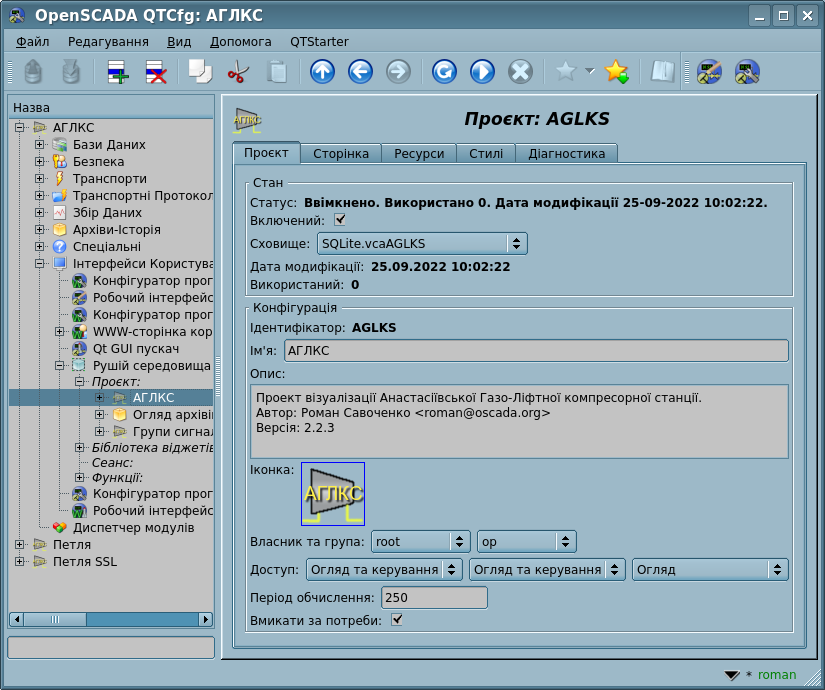 OpenSCADA QTCfg: АГЛКС
Файл Редагування Вид Допомога QTStarter
Назва
АГЛКС
Бази Даних
Безпека
Транспорти
Транспортні Протокол
Збір Даних
Архіви-Історія
Спеціальні
Інтерфейси Користува
Конфігуратор прог
Робочий інтерфейс
Конфігуратор прог
WWW-сторінка кор
Qt GUI пускач
Рушій середовища
Проєкт:
АГЛКС
Огляд архівів
Групи сигнал
Бібліотека віджетів
Сеанс:
Функції:
Конфігуратор прог
Робочий інтерфейс
Диспетчер модулів
Петля
Петля SSL
АГЛКС
Проєкт: AGLKS
Проєкт Сторінка Ресурси Стилі Діагностика
Стан
Статус: Ввімкнено. Використано 0. Дата модифікації 25-09-2022 10:02:22.
Включений:
Сховище: SQLite.vcaAGLKS
Дата модифікації: 25.09.2022 10:02:22
Використаний: 0
Конфігурація
Ідентифікатор: AGLKS
Ім'я: АГЛКС
Опис:
Проект візуалізації Анастасіївської Газо-Ліфтної компресорної станції.
Автор: Роман Савоченко <roman@oscada.org>
Версія: 2.2.3
Іконка: АГЛКС
Власник та група: root op
Доступ: Огляд та керування Огляд та керування Огляд
Період обчислення: 250
Вмикати за потреби:
* roman